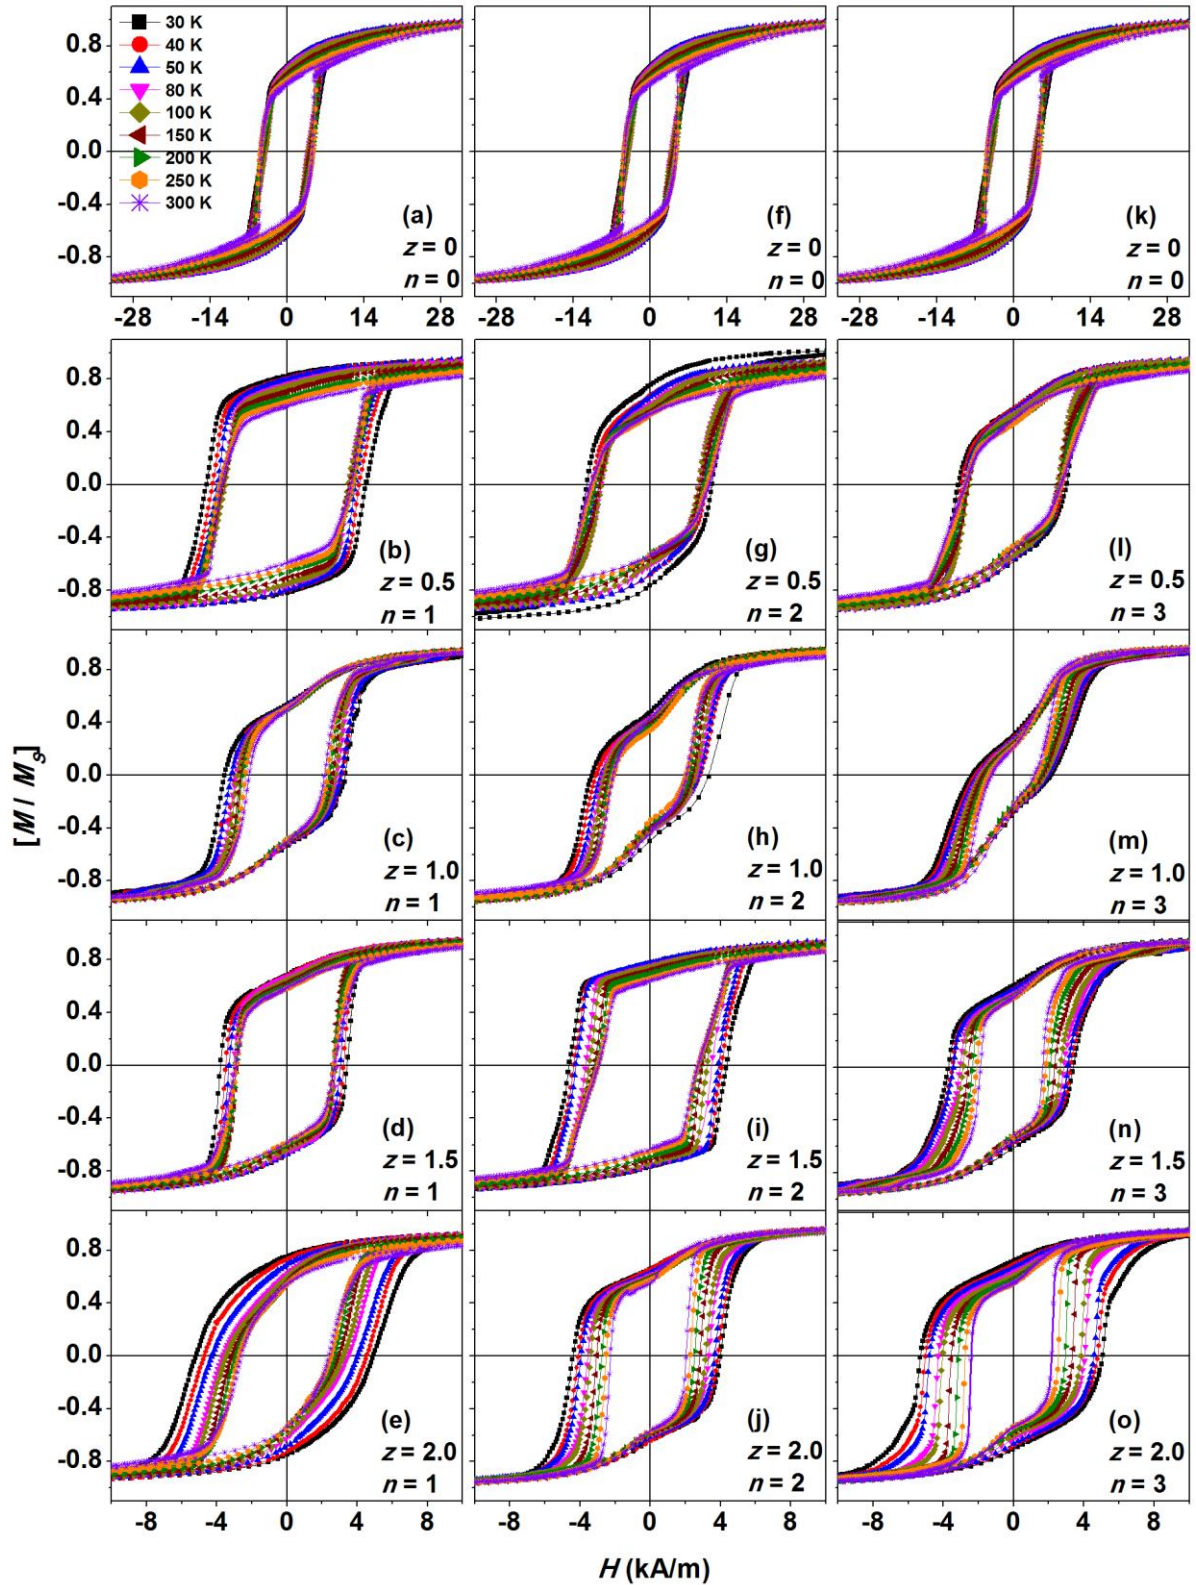 30 K
40 K
50 K
80 K
100 K
150 K
200 K
250 K
300 K
0.8
0.4
0.0
-0.4
-0.8
(a)
z = 0
n = 0
(f)
z = 0
n = 0
(k)
z = 0
n = 0
-28 -14 0 14 28
-28 -14 0 14 28
-28 -14 0 14 28
0.8
0.4
0.0
-0.4
-0.8
(b)
z = 0.5
n = 1
(g)
z = 0.5
n = 2
(l)
z = 0.5
n = 3
0.8
0.4
0.0
-0.4
-0.8
(c)
z = 1.0
n = 1
(h)
z = 1.0
n = 2
(m)
z = 1.0
n = 3
[M / Ms]
0.8
0.4
0.0
-0.4
-0.8
(d)
z = 1.5
n = 1
(i)
z = 1.5
n = 2
(n)
z = 1.5
n = 3
0.8
0.4
0.0
-0.4
-0.8
(e)
z = 2.0
n = 1
(j)
z = 2.0
n = 2
(o)
z = 2.0
n = 3
-8 -4 0 4 8
-8 -4 0 4 8
-8 -4 0 4 8
H (kA/m)